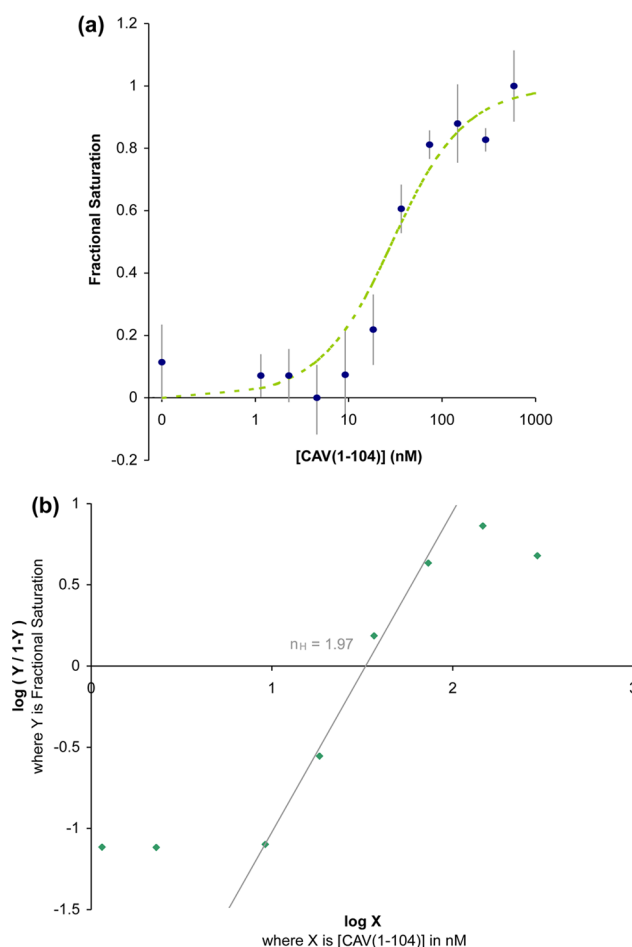 (a)
1.2
1
0.8
0.6
0.4
0.2
0
-0.2
Fractional Saturation
0 1 10 100 1000
[CAV(1-104)] (nM)
(b)
1
0.5
0
-0.5
-1
-1.5
log ( Y / 1-Y )
where Y is Fractional Saturation
nH = 1.97
0 1 2 3
log X
where X is [CAV(1-104)] in nM